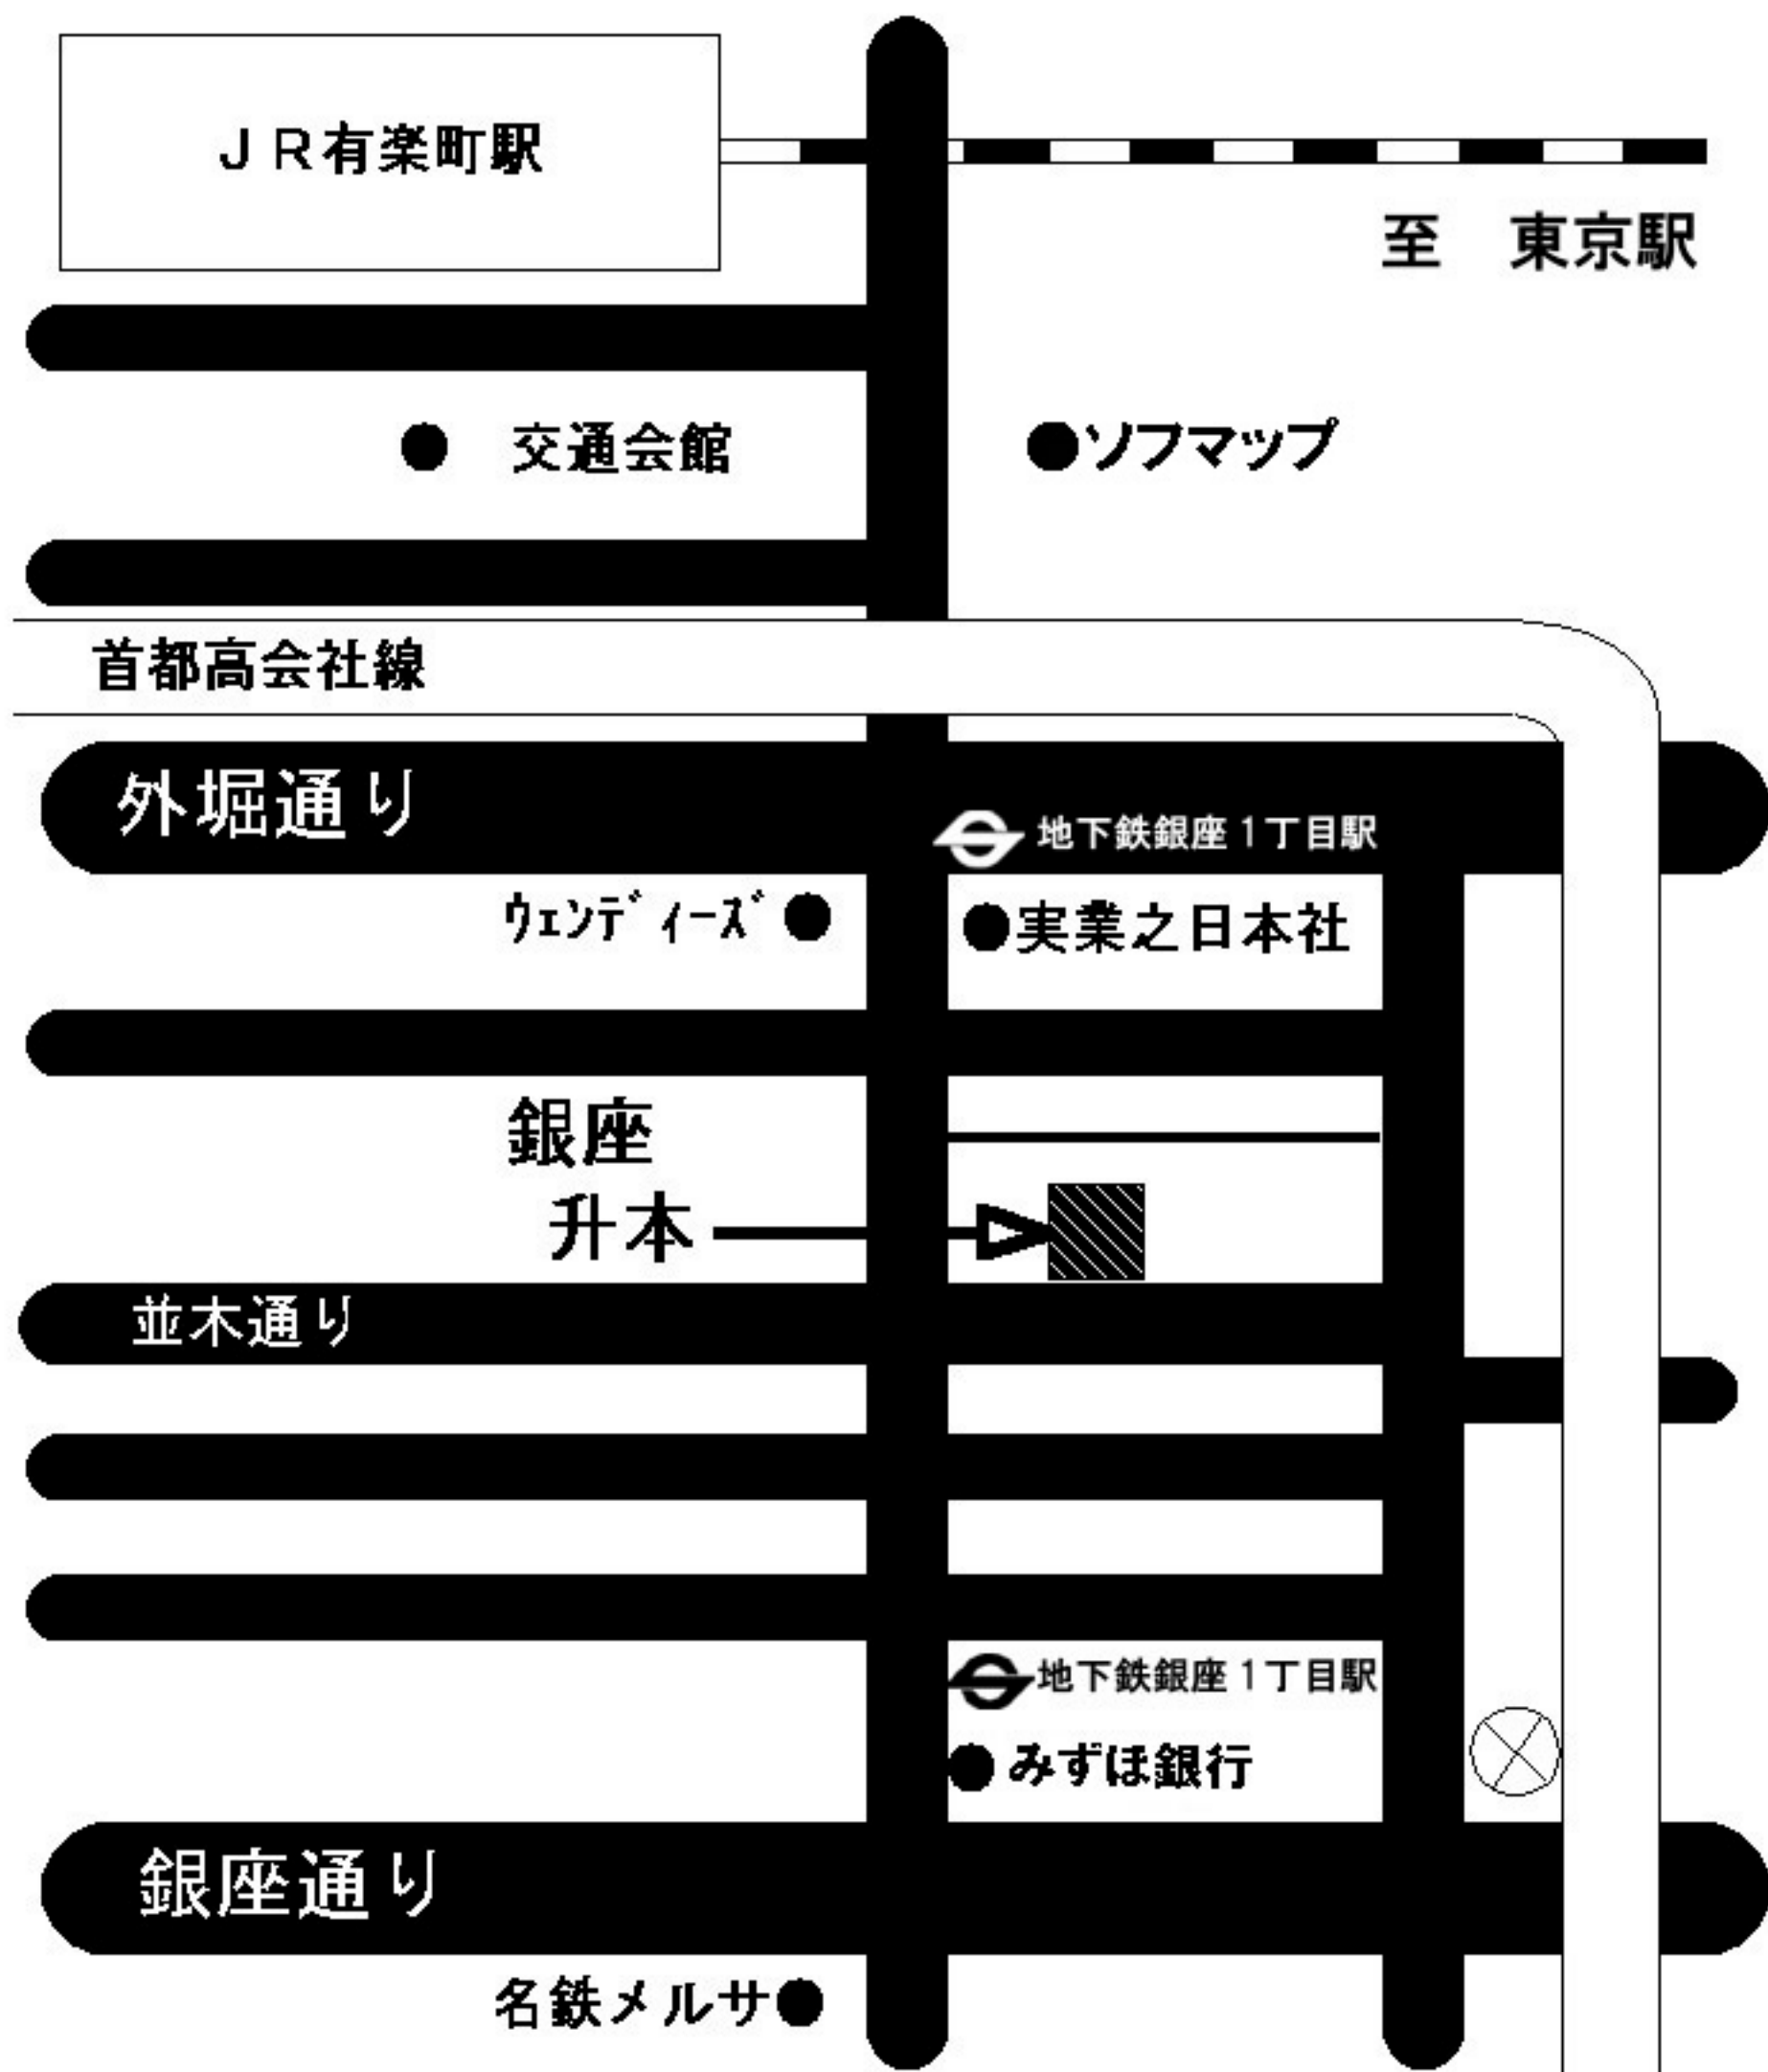 ＪＲ有楽町駅
至　東京駅
交通会館
ソフマップ
首都高会社線
外堀通り
地下鉄銀座１丁目駅
ｳｪﾝﾃﾞｨｰｽﾞ
実業之日本社
銀座
升本
並木通り
地下鉄銀座１丁目駅
みずほ銀行
銀座通り
名鉄メルサ